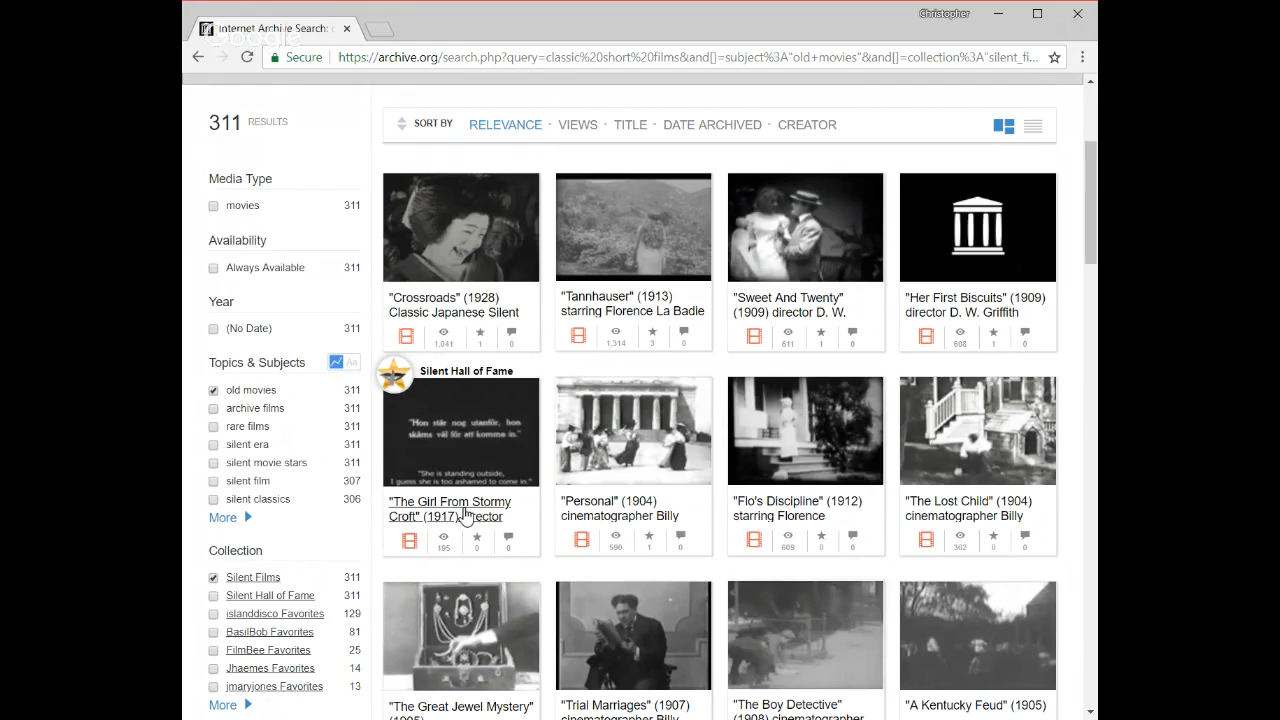 Christopher
Internet Archive Search: c
Google
Secure
https://archive.org/search.php?query=classic%20short%20films&and[]=subject%3A"old+movies"&and[]=collection%3A"silent_fi...
311 RESULTS
SORT BY RELEVANCE · VIEWS · TITLE · DATE ARCHIVED · CREATOR
Media Type
movies 311
Availability
Always Available 311
Year
(No Date) 311
Topics & Subjects Aa
old movies 311
archive films 311
rare films 311
silent era 311
silent movie stars 311
silent film 307
silent classics 306
More
Collection
Silent Films 311
Silent Hall of Fame 311
islanddisco Favorites 129
BasilBob Favorites 81
FilmBee Favorites 25
Jhaemes Favorites 14
jmaryjones Favorites 13
More
"Crossroads" (1928)
Classic Japanese Silent
1,041 1 0
"Tannhauser" (1913)
starring Florence La Badie
1,314 3 0
"Sweet And Twenty"
(1909) director D. W.
611 1 0
"Her First Biscuits" (1909)
director D. W. Griffith
608 1 0
Silent Hall of Fame
"Hon står nog utanför, hon
skäms väl för att komma in."
"She is standing outside,
I guess she is too ashamed to come in."
"The Girl From Stormy
Croft" (1917) director
195 0 0
"Personal" (1904)
cinematographer Billy
590 1 0
"Flo's Discipline" (1912)
starring Florence
609 0 0
"The Lost Child" (1904)
cinematographer Billy
362 0 0
"The Great Jewel Mystery"
(1905)
"Trial Marriages" (1907)
cinematographer Billy
"The Boy Detective"
(1908) cinematographer
"A Kentucky Feud" (1905)